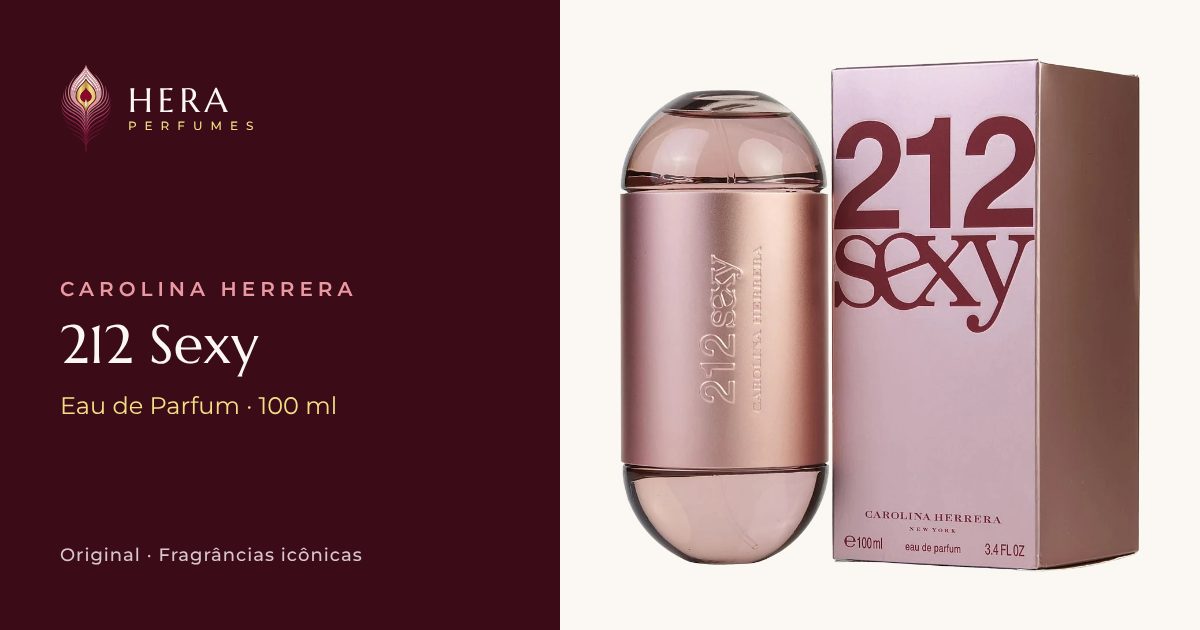 HERA
PERFUMES
CAROLINA HERRERA
212 Sexy
Eau de Parfum · 100 ml
Original · Fragrâncias icônicas
212 sexy
CAROLINA HERRERA
212
sexy
CAROLINA HERRERA
NEW YORK
℮100ml eau de parfum 3.4 FL OZ